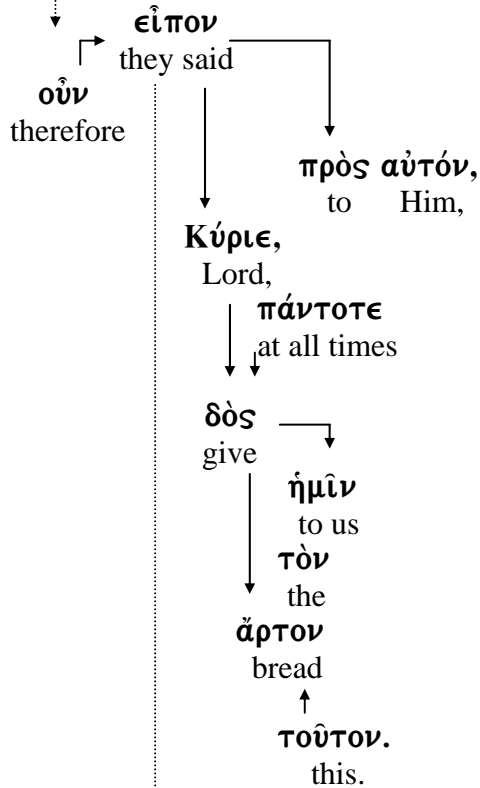 εἶπον
they said
οὖν
therefore
πρὸς αὐτόν,
to Him,
Κύριε,
Lord,
πάντοτε
at all times
δὸς
give
ἡμῖν
to us
τὸν
the
ἄρτον
bread
τοῦτον.
this.